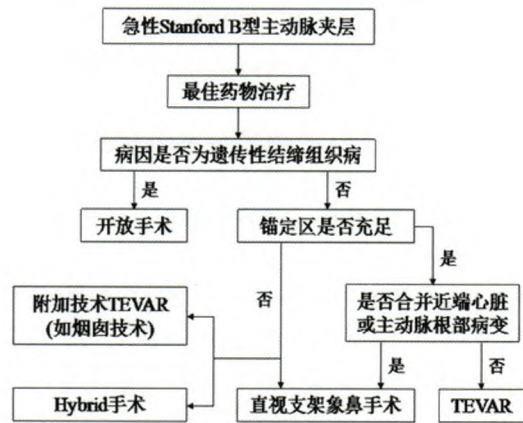 急性Stanford B型主动脉夹层
最佳药物治疗
病因是否为遗传性结缔组织病
是
否
开放手术
锚定区是否充足
是
否
附加技术TEVAR
(如烟囱技术)
是否合并近端心脏
或主动脉根部病变
是
否
Hybrid手术
直视支架象鼻手术
TEVAR